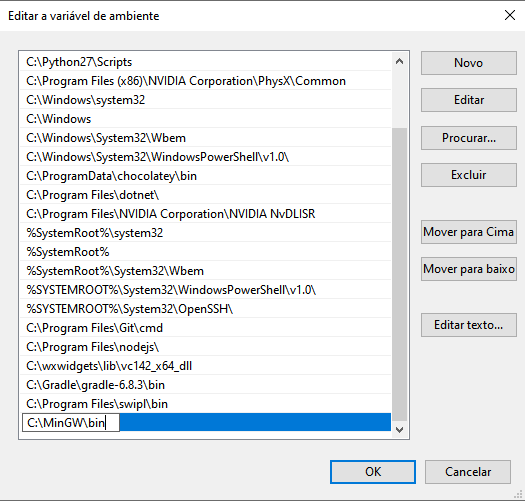 Editar a variável de ambiente
C:\Python27\Scripts
C:\Program Files (x86)\NVIDIA Corporation\PhysX\Common
C:\Windows\system32
C:\Windows
C:\Windows\System32\Wbem
C:\Windows\System32\WindowsPowerShell\v1.0\
C:\ProgramData\chocolatey\bin
C:\Program Files\dotnet\
C:\Program Files\NVIDIA Corporation\NVIDIA NvDLISR
%SystemRoot%\system32
%SystemRoot%
%SystemRoot%\System32\Wbem
%SYSTEMROOT%\System32\WindowsPowerShell\v1.0\
%SYSTEMROOT%\System32\OpenSSH\
C:\Program Files\Git\cmd
C:\Program Files\nodejs\
C:\wxwidgets\lib\vc142_x64_dll
C:\Gradle\gradle-6.8.3\bin
C:\Program Files\swipl\bin
C:\MinGW\bin
Novo
Editar
Procurar...
Excluir
Mover para Cima
Mover para baixo
Editar texto...
OK
Cancelar